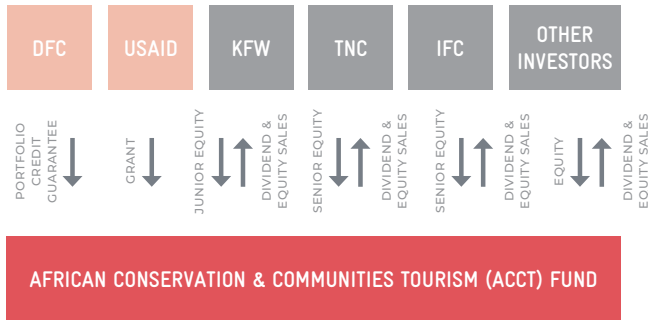 DFC
USAID
KFW
TNC
IFC
OTHER
INVESTORS
PORTFOLIO
CREDIT
GUARANTEE
GRANT
JUNIOR EQUITY
DIVIDEND &
EQUITY SALES
SENIOR EQUITY
DIVIDEND &
EQUITY SALES
SENIOR EQUITY
DIVIDEND &
EQUITY SALES
EQUITY
DIVIDEND &
EQUITY SALES
AFRICAN CONSERVATION & COMMUNITIES TOURISM (ACCT) FUND